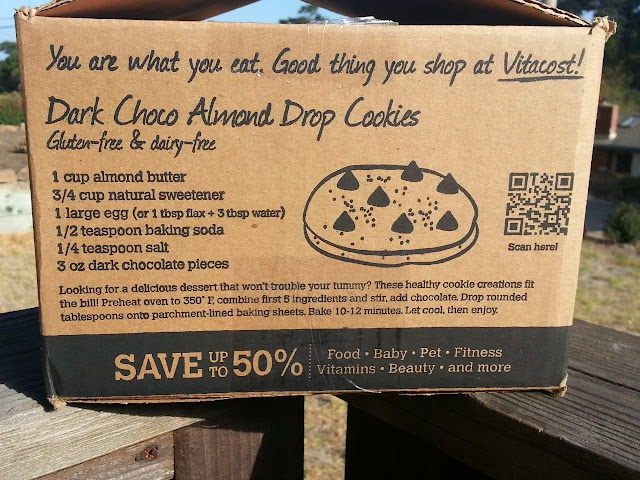 You are what you eat. Good thing you shop at Vitacost!
Dark Choco Almond Drop Cookies
Gluten-free & dairy-free
1 cup almond butter
3/4 cup natural sweetener
1 large egg (or 1 tbsp flax + 3 tbsp water)
1/2 teaspoon baking soda
1/4 teaspoon salt
3 oz dark chocolate pieces
Scan here!
Looking for a delicious dessert that won't trouble your tummy? These healthy cookie creations fit
the bill! Preheat oven to 350° F, combine first 5 ingredients and stir, add chocolate. Drop rounded
tablespoons onto parchment-lined baking sheets. Bake 10-12 minutes. Let cool, then enjoy.
SAVE UP TO 50%
Food • Baby • Pet • Fitness
Vitamins • Beauty • and more